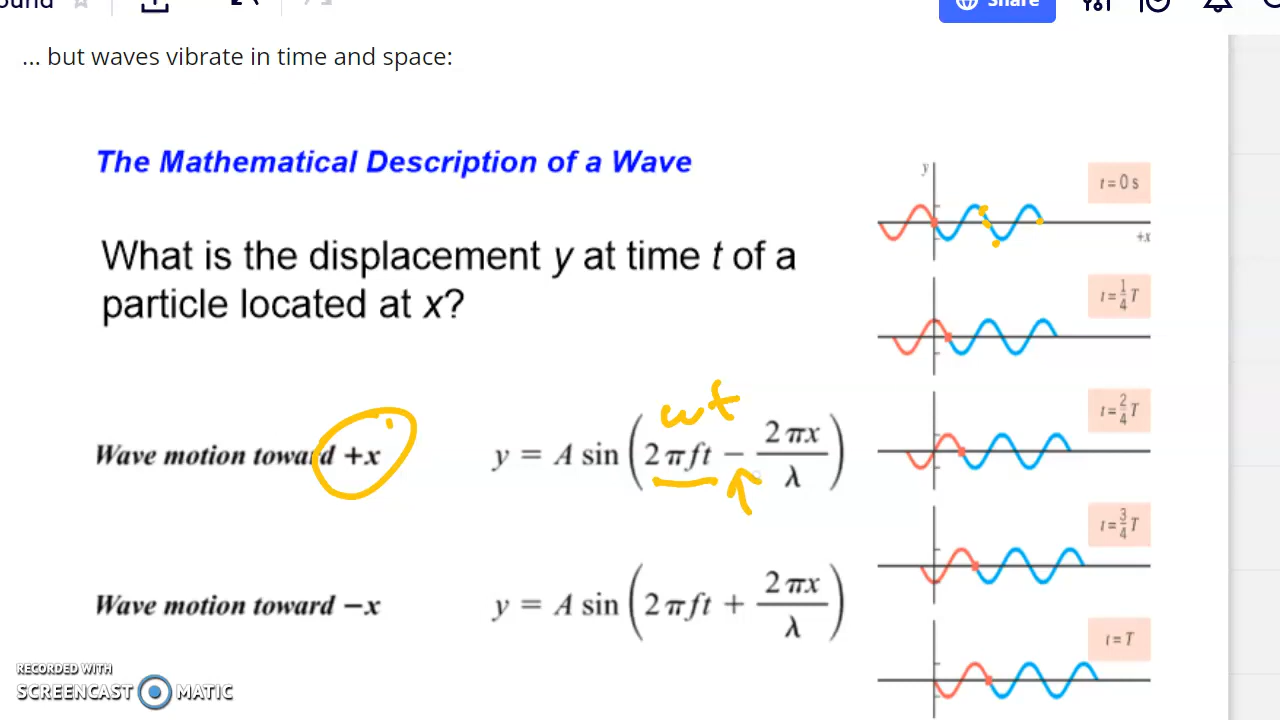 ound
Share
... but waves vibrate in time and space:
The Mathematical Description of a Wave
What is the displacement y at time t of a
particle located at x?
y
t = 0 s
+x
t = 1/4 T
t = 2/4 T
t = 3/4 T
t = T
ωt
Wave motion toward +x y = A sin (2πft − 2πx/λ)
Wave motion toward −x y = A sin (2πft + 2πx/λ)
RECORDED WITH
SCREENCAST MATIC